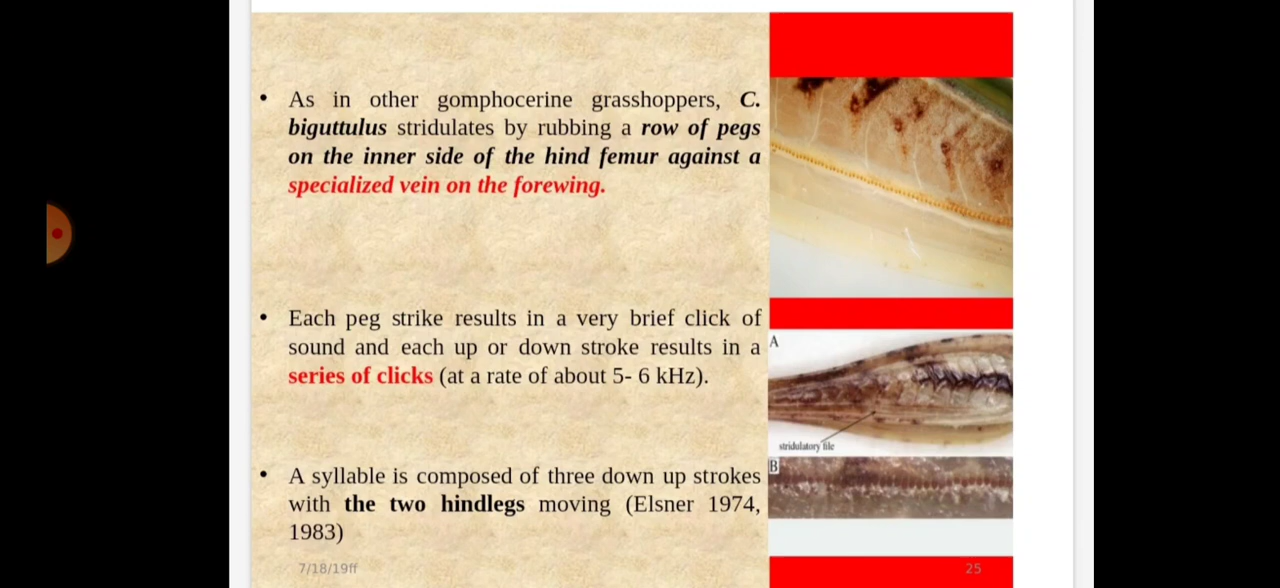 • As in other gomphocerine grasshoppers, C.
biguttulus stridulates by rubbing a row of pegs
on the inner side of the hind femur against a
specialized vein on the forewing.
• Each peg strike results in a very brief click of
sound and each up or down stroke results in a
series of clicks (at a rate of about 5- 6 kHz).
• A syllable is composed of three down up strokes
with the two hindlegs moving (Elsner 1974,
1983)
7/18/19ff
A
stridulatory file
B
25